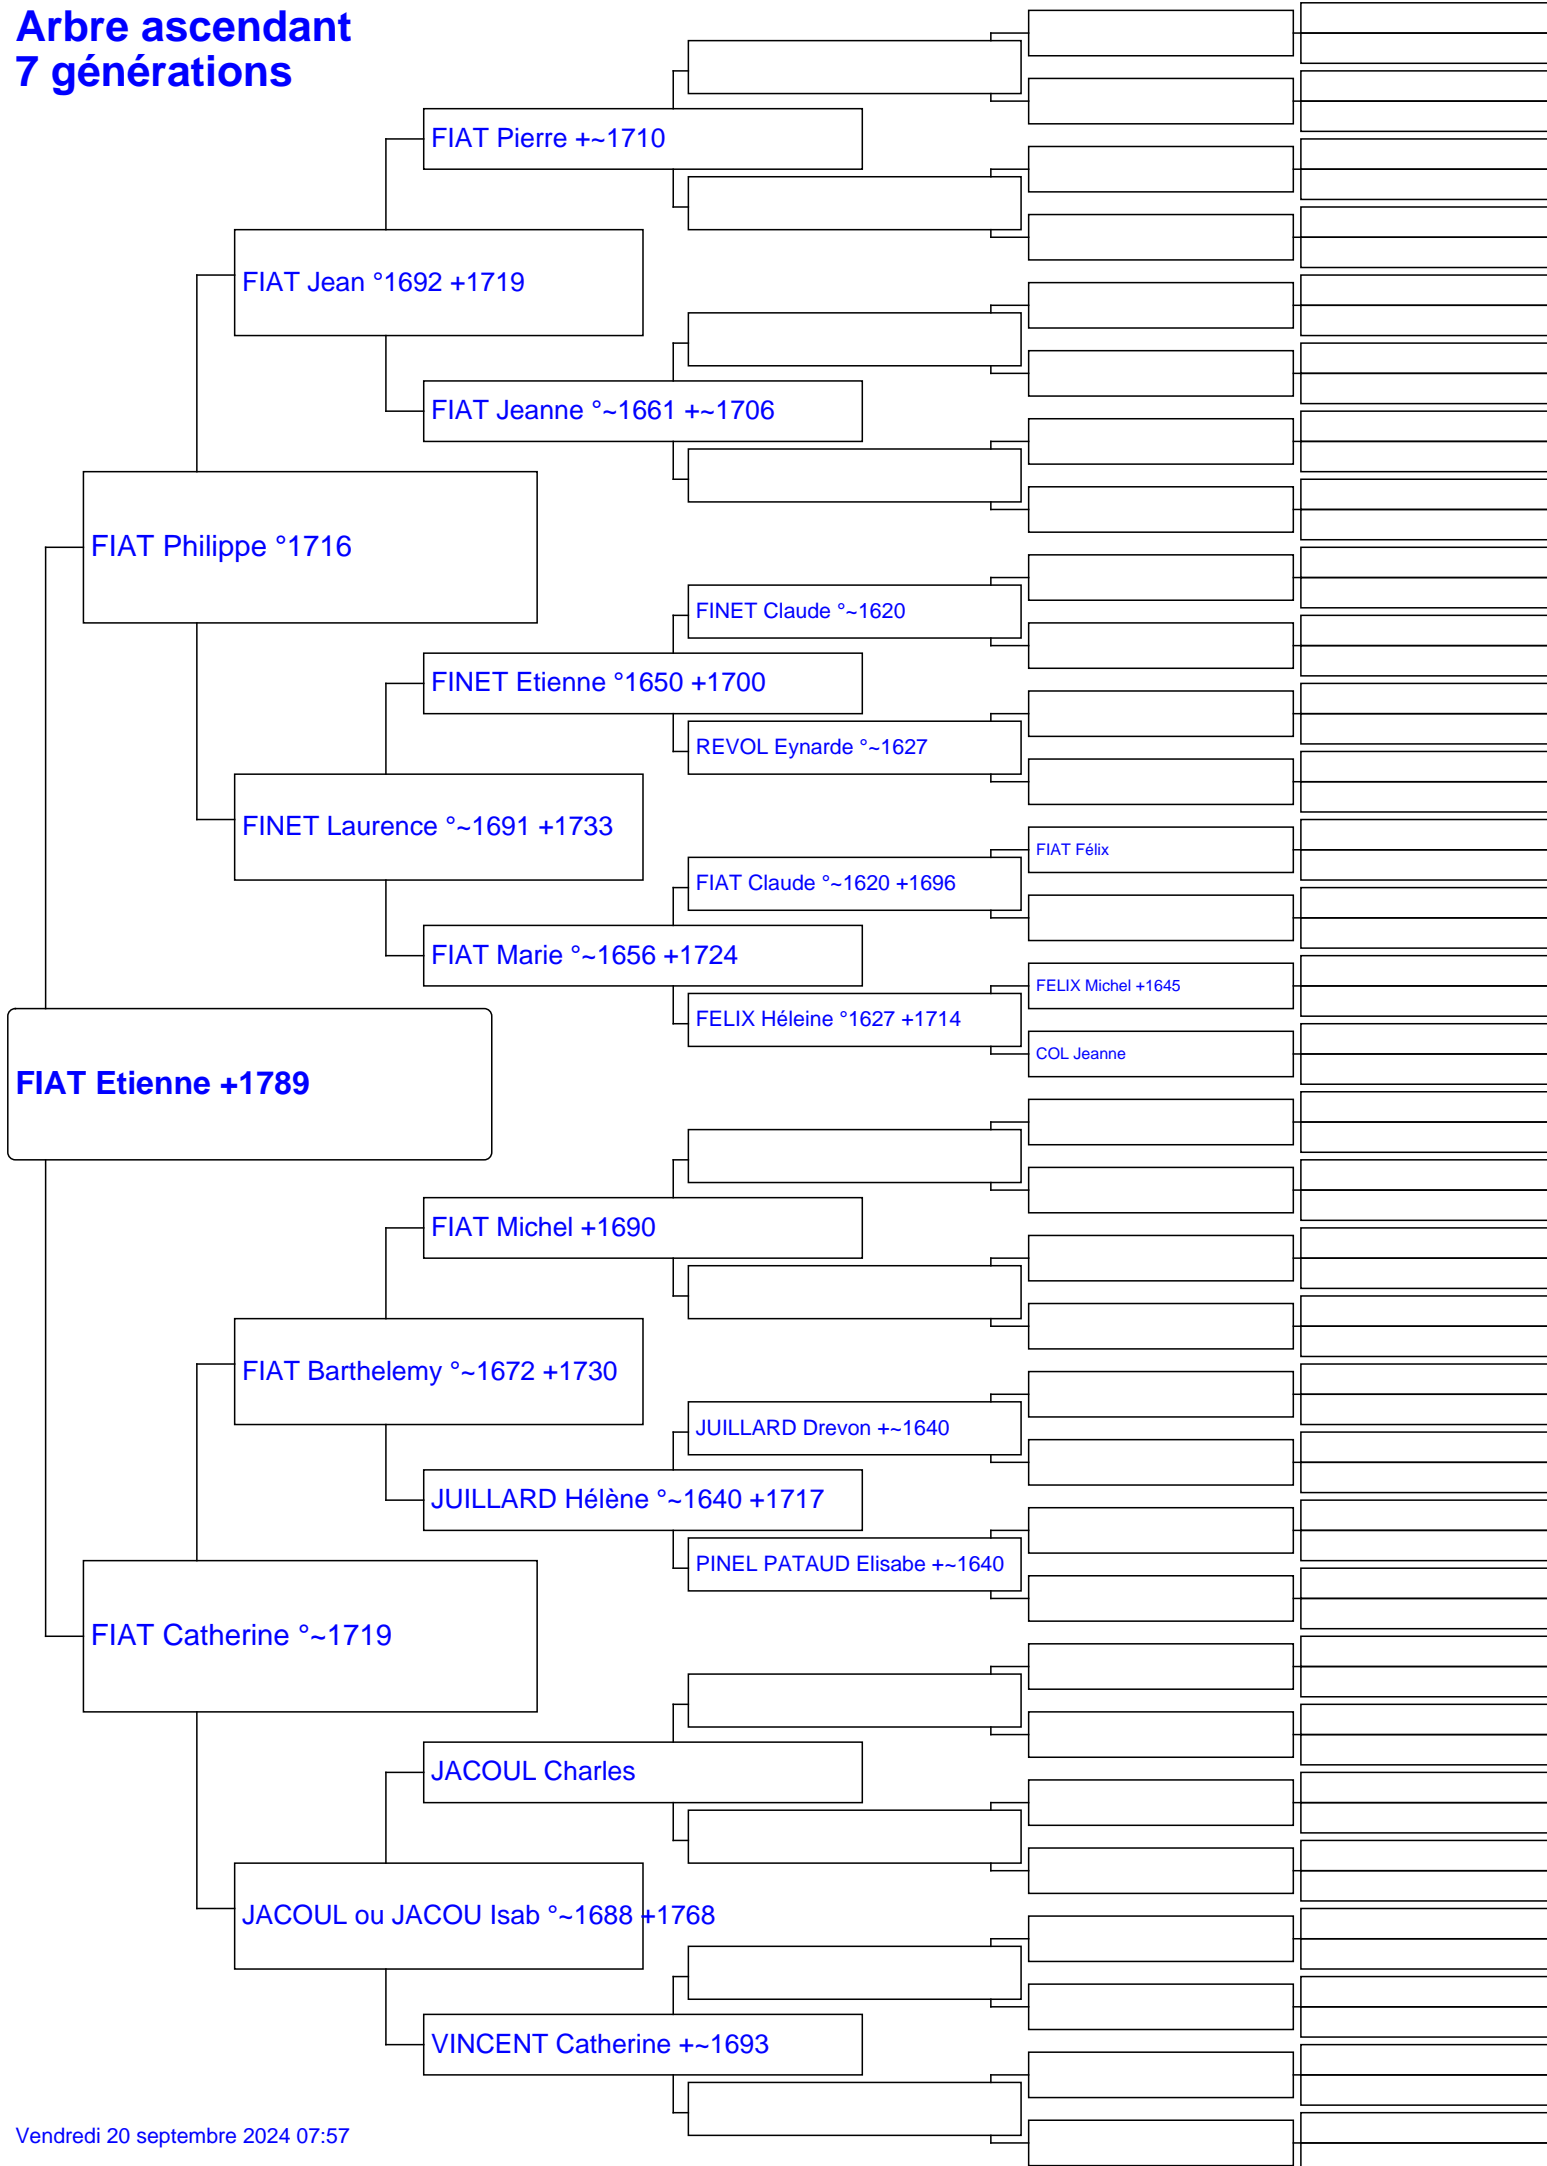 Arbre ascendant
7 générations
FIAT Pierre +~1710
FIAT Jean °1692 +1719
FIAT Jeanne °~1661 +~1706
FIAT Philippe °1716
FINET Claude °~1620
FINET Etienne °1650 +1700
REVOL Eynarde °~1627
FINET Laurence °~1691 +1733
FIAT Félix
FIAT Claude °~1620 +1696
FIAT Marie °~1656 +1724
FELIX Michel +1645
FELIX Héleine °1627 +1714
COL Jeanne
FIAT Etienne +1789
FIAT Michel +1690
FIAT Barthelemy °~1672 +1730
JUILLARD Drevon +~1640
JUILLARD Hélène °~1640 +1717
PINEL PATAUD Elisabe +~1640
FIAT Catherine °~1719
JACOUL Charles
JACOUL ou JACOU Isab °~1688 +1768
VINCENT Catherine +~1693
Vendredi 20 septembre 2024 07:57